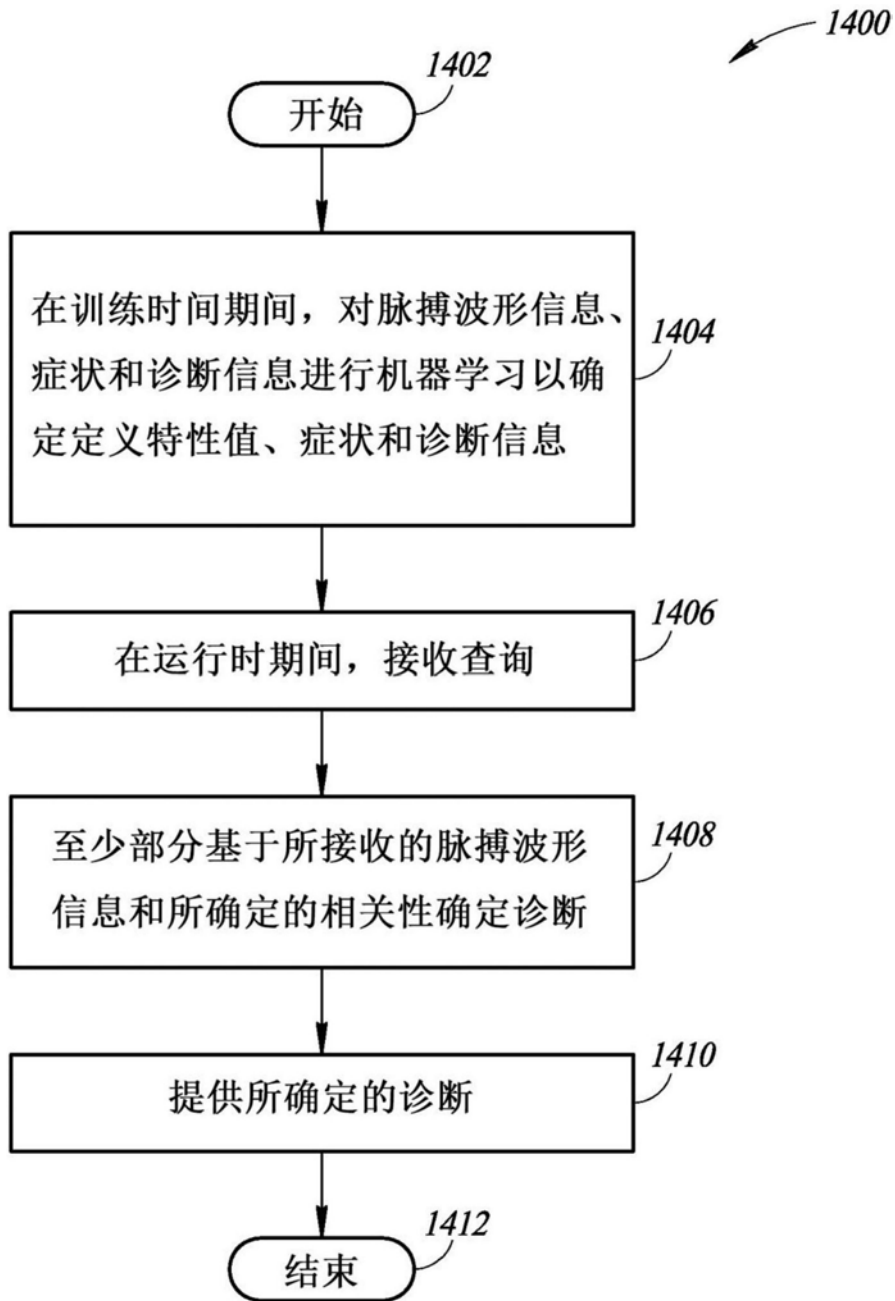 1400
1402
开始
在训练时间期间，对脉搏波形信息、
症状和诊断信息进行机器学习以确
定定义特性值、症状和诊断信息
1404
1406
在运行时期间，接收查询
至少部分基于所接收的脉搏波形
信息和所确定的相关性确定诊断
1408
1410
提供所确定的诊断
1412
结束